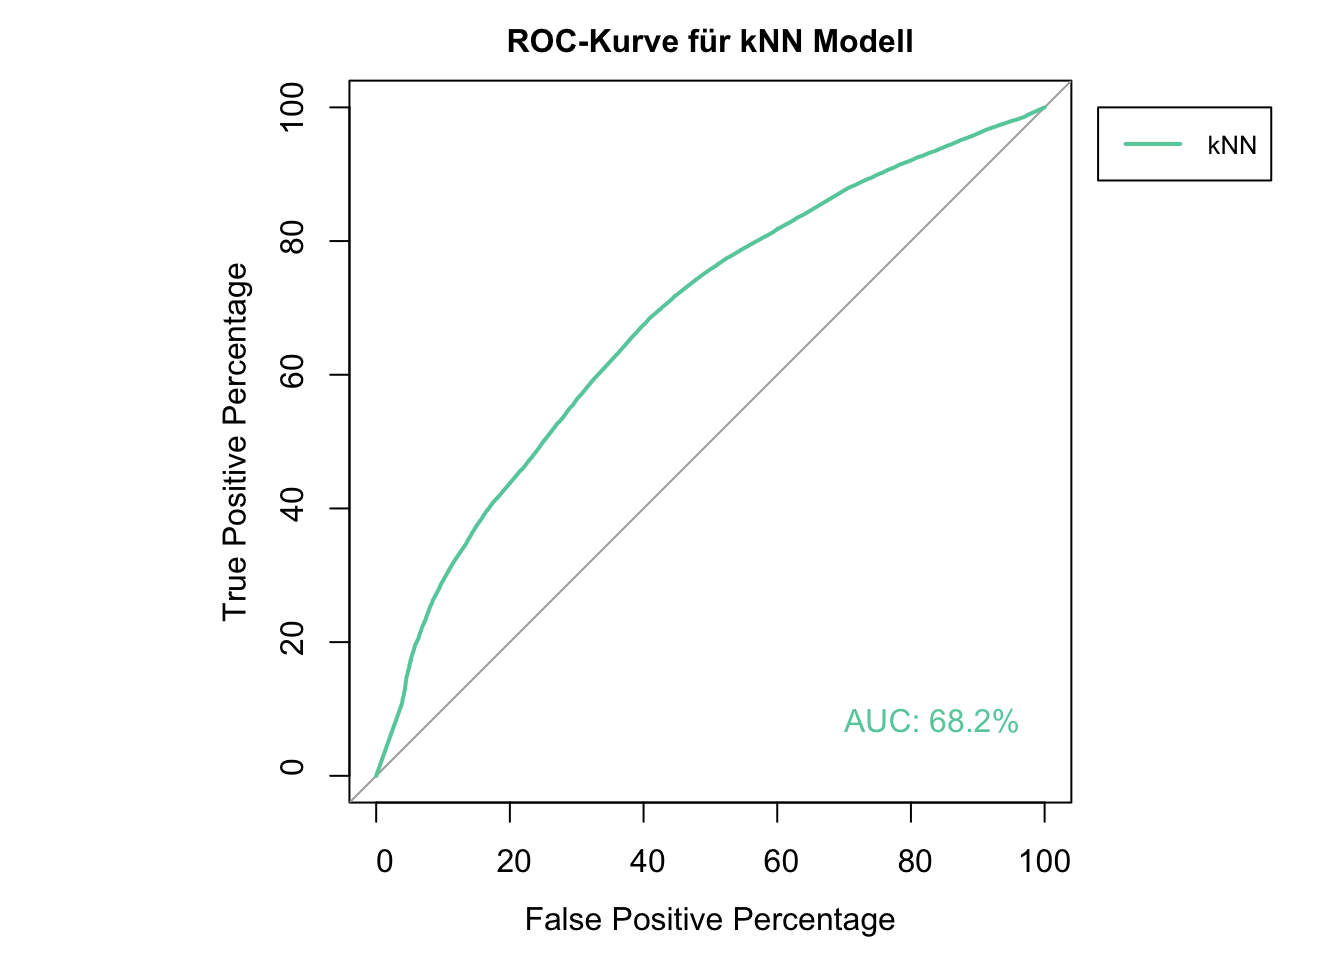 ROC-Kurve für kNN Modell
kNN
True Positive Percentage
100
80
60
40
20
0
AUC: 68.2%
0 20 40 60 80 100
False Positive Percentage